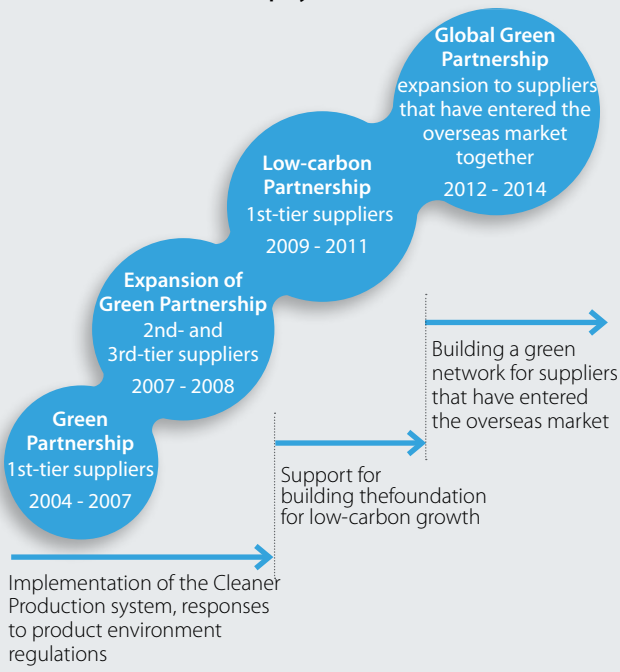 Global Green
Partnership
expansion to suppliers
that have entered the
overseas market
together
2012 - 2014
Low-carbon
Partnership
1st-tier suppliers
2009 - 2011
Expansion of
Green Partnership
2nd- and
3rd-tier suppliers
2007 - 2008
Green
Partnership
1st-tier suppliers
2004 - 2007
Building a green
network for suppliers
that have entered
the overseas market
Support for
building thefoundation
for low-carbon growth
Implementation of the Cleaner
Production system, responses
to product environment
regulations